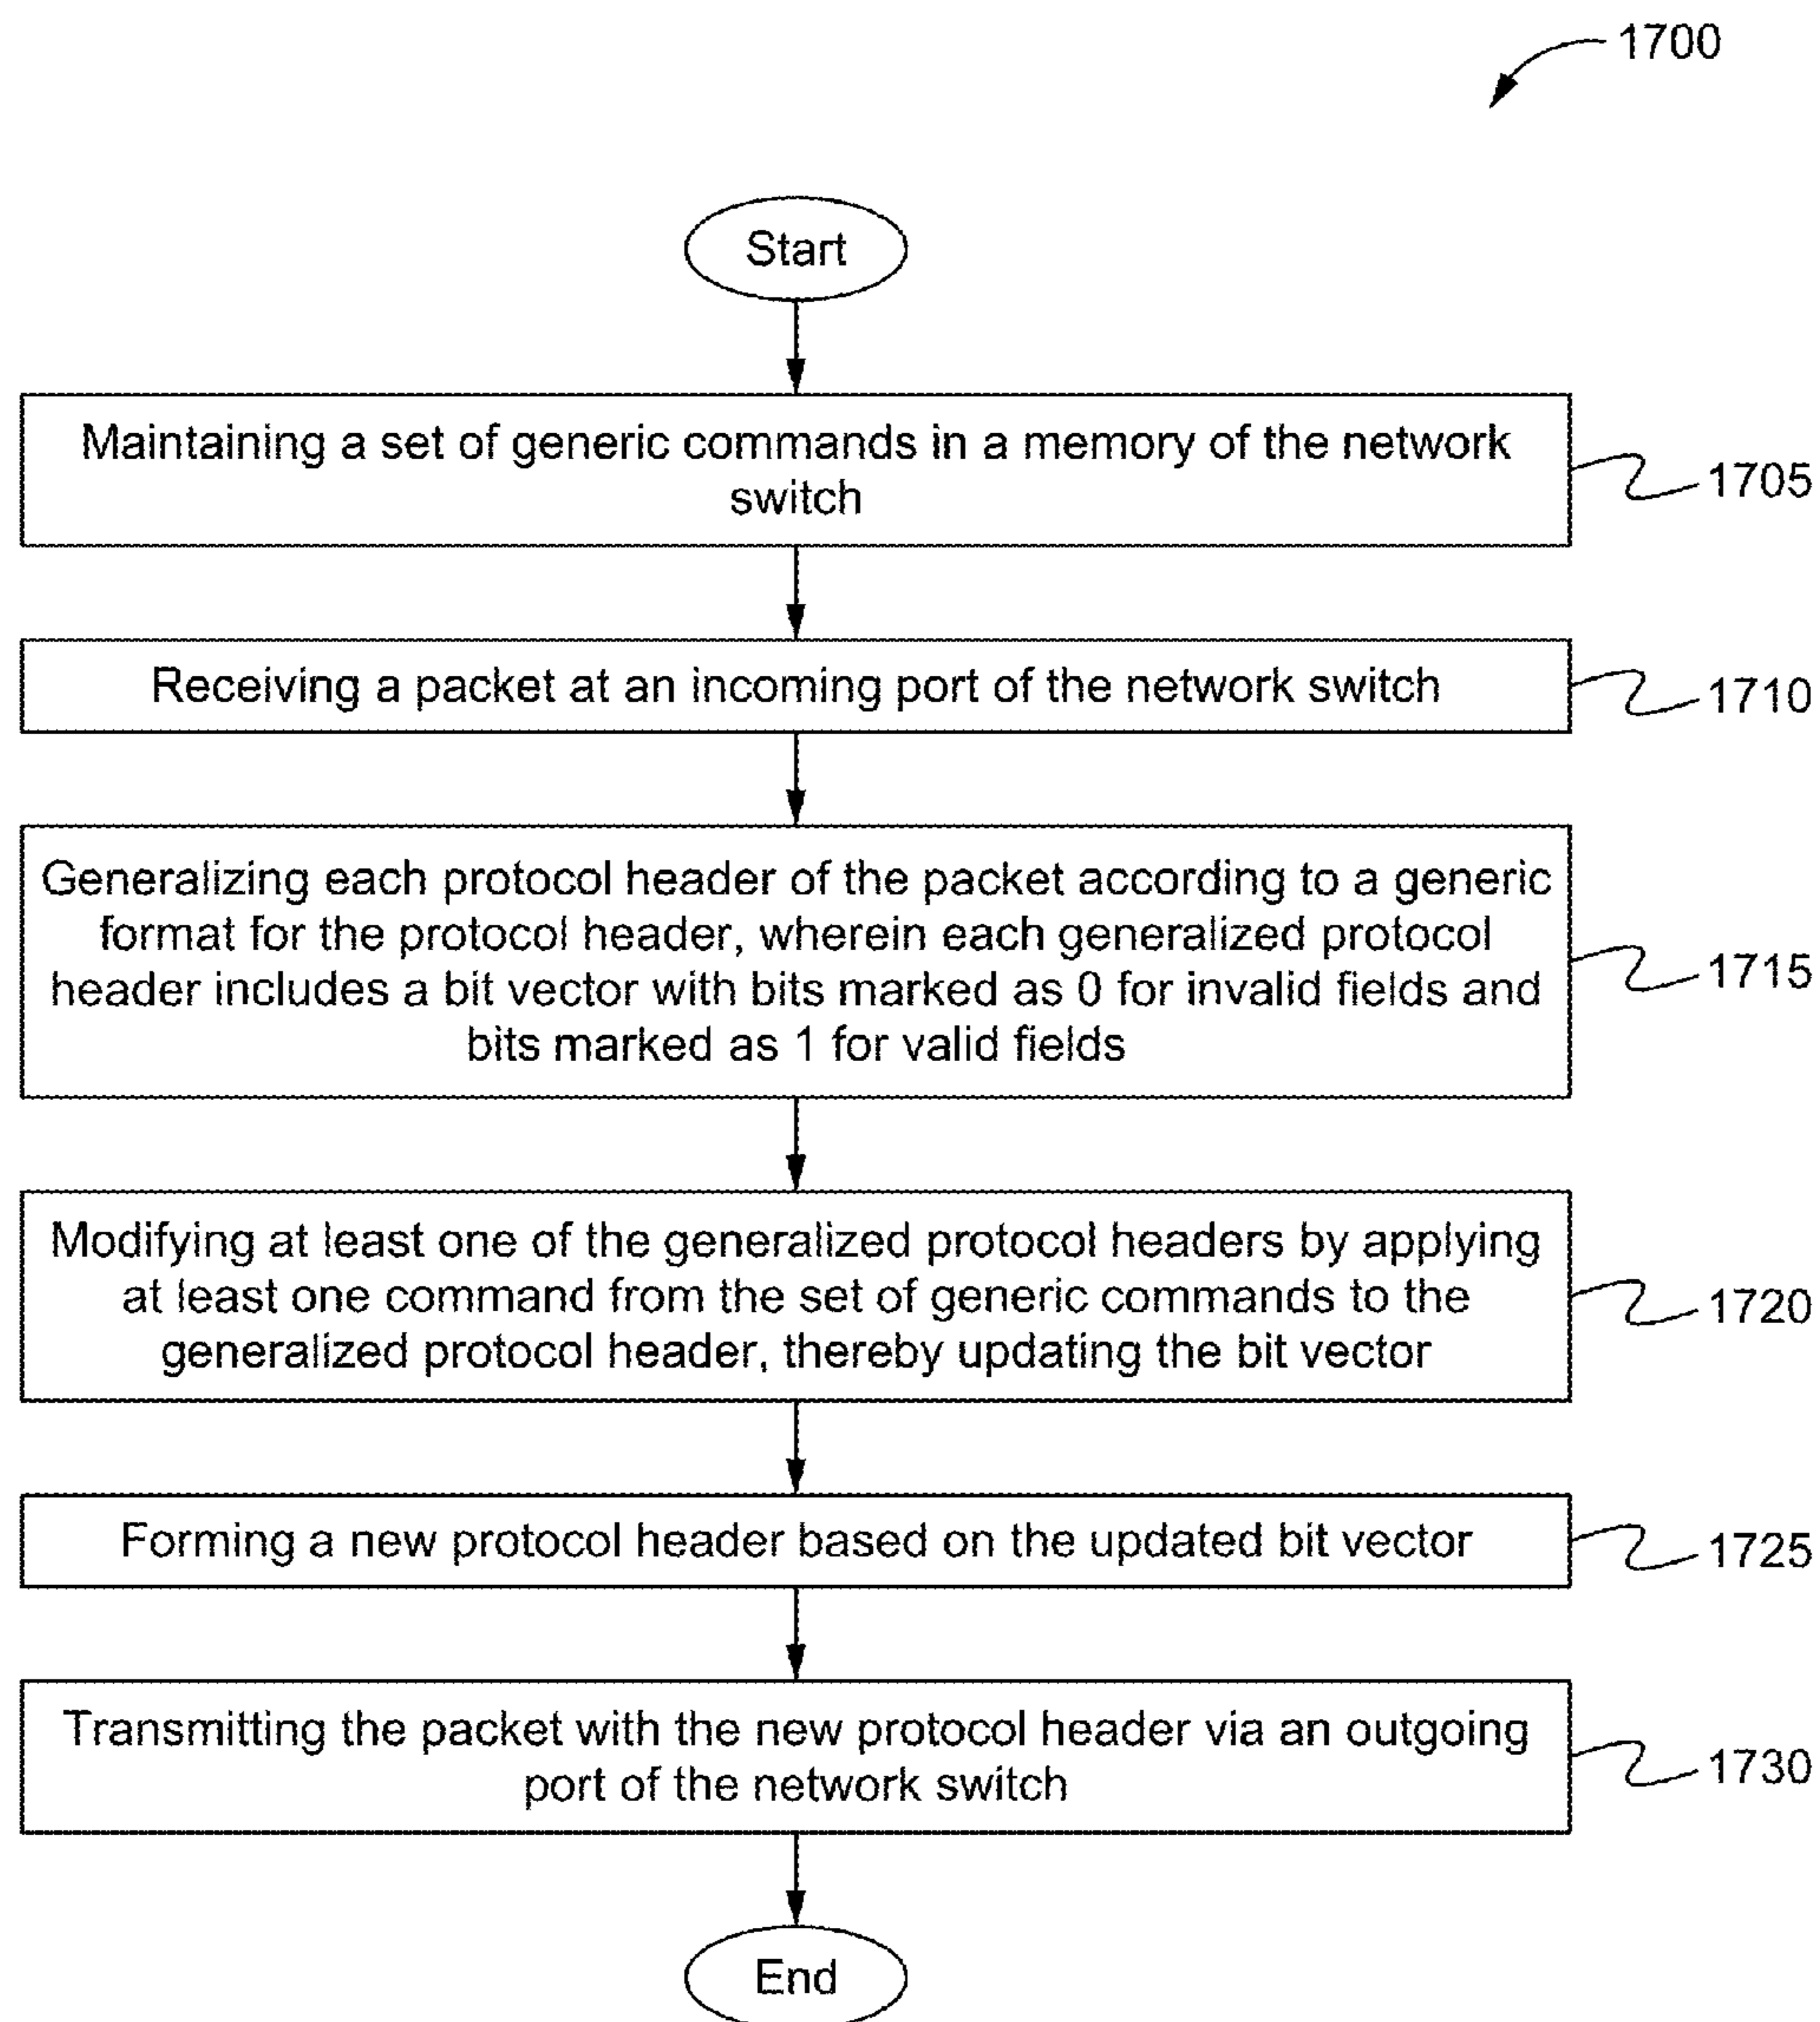 1700
Start
Maintaining a set of generic commands in a memory of the network
switch
1705
Receiving a packet at an incoming port of the network switch
1710
Generalizing each protocol header of the packet according to a generic
format for the protocol header, wherein each generalized protocol
header includes a bit vector with bits marked as 0 for invalid fields and
bits marked as 1 for valid fields
1715
Modifying at least one of the generalized protocol headers by applying
at least one command from the set of generic commands to the
generalized protocol header, thereby updating the bit vector
1720
Forming a new protocol header based on the updated bit vector
1725
Transmitting the packet with the new protocol header via an outgoing
port of the network switch
1730
End